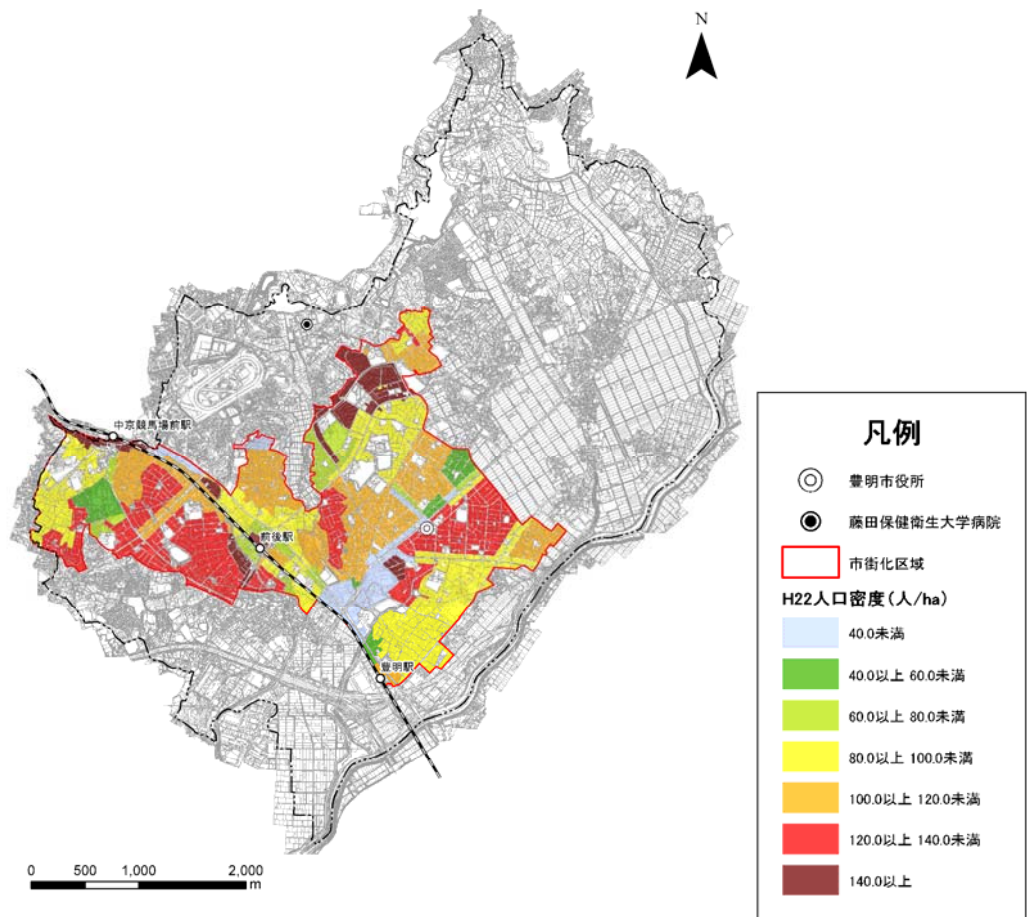 N
中京競馬場前駅
前後駅
豊明駅
0 500 1,000 2,000
m
凡例
豊明市役所
藤田保健衛生大学病院
市街化区域
H22人口密度(人/ha)
40.0未満
40.0以上 60.0未満
60.0以上 80.0未満
80.0以上 100.0未満
100.0以上 120.0未満
120.0以上 140.0未満
140.0以上